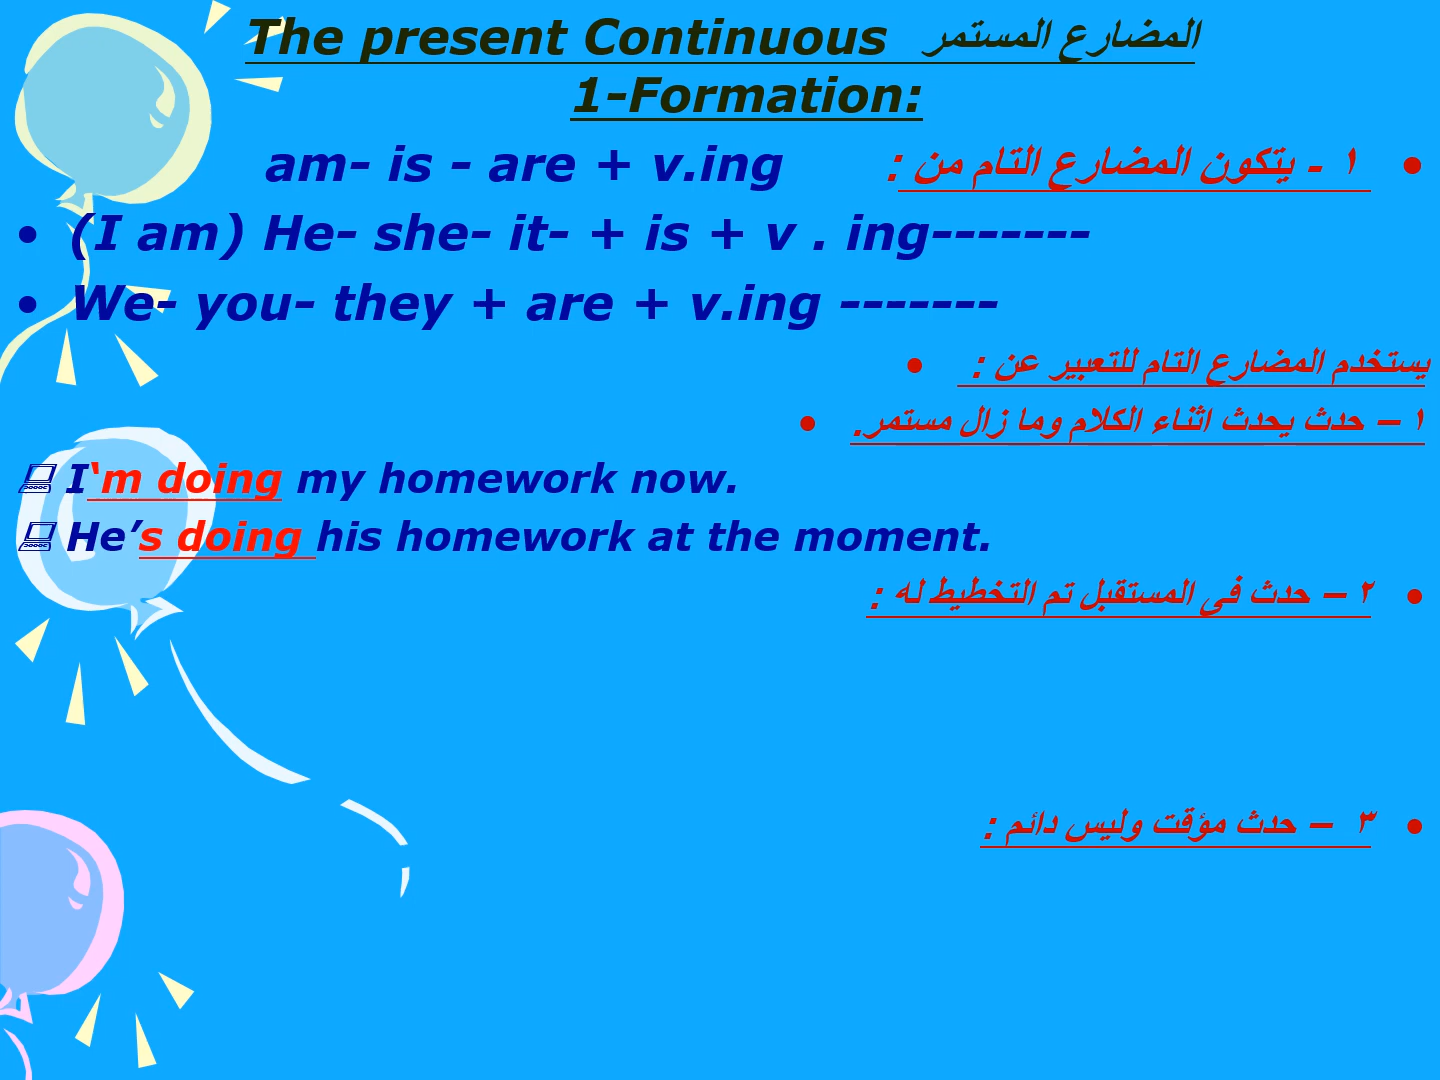 The present Continuous المضارع المستمر
1-Formation:
١ - يتكون المضارع التام من : am- is – are + v.ing
(I am) He- she- it- + is + v . ing-------
We- you- they + are + v.ing -------
يستخدم المضارع التام للتعبير عن :
١ – حدث يحدث اثناء الكلام وما زال مستمر.
I‘m doing my homework now.
He’s doing his homework at the moment.
٢ – حدث فى المستقبل تم التخطيط له :
٣ – حدث مؤقت وليس دائم :